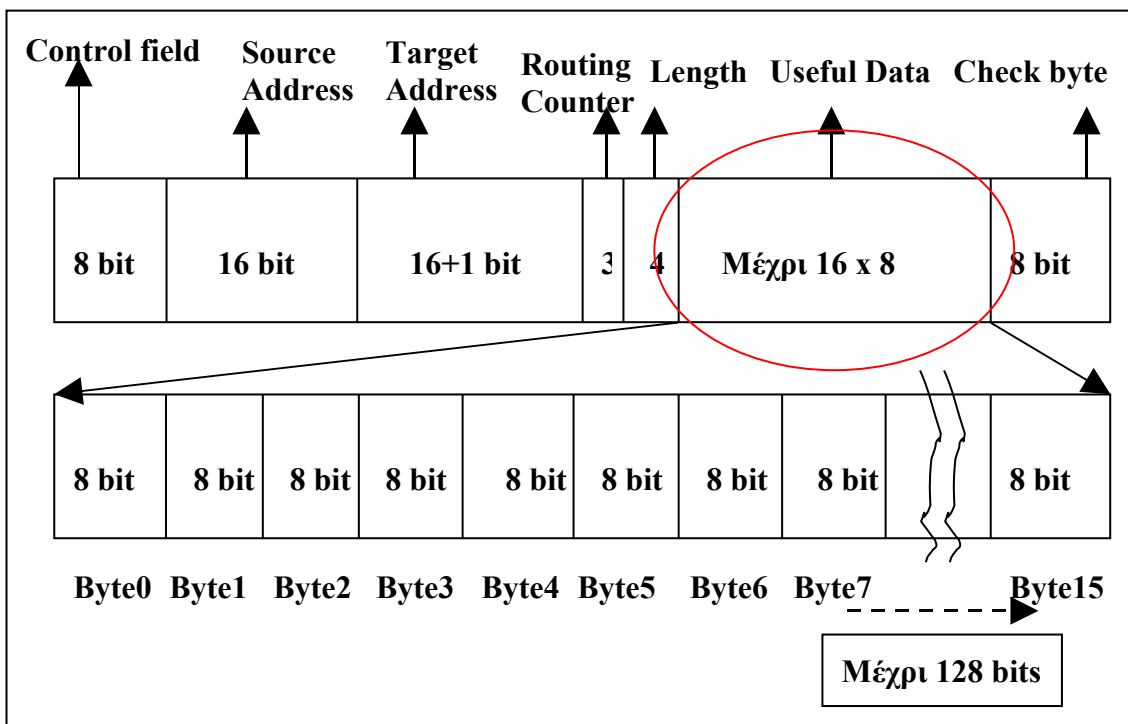 Control field
Source
Address
Target
Address
Routing
Counter
Length
Useful Data
Check byte
8 bit
16 bit
16+1 bit
3
4
Μέχρι 16 x 8
8 bit
8 bit
8 bit
8 bit
8 bit
8 bit
8 bit
8 bit
8 bit
8 bit
Byte0
Byte1
Byte2
Byte3
Byte4
Byte5
Byte6
Byte7
Byte15
Μέχρι 128 bits